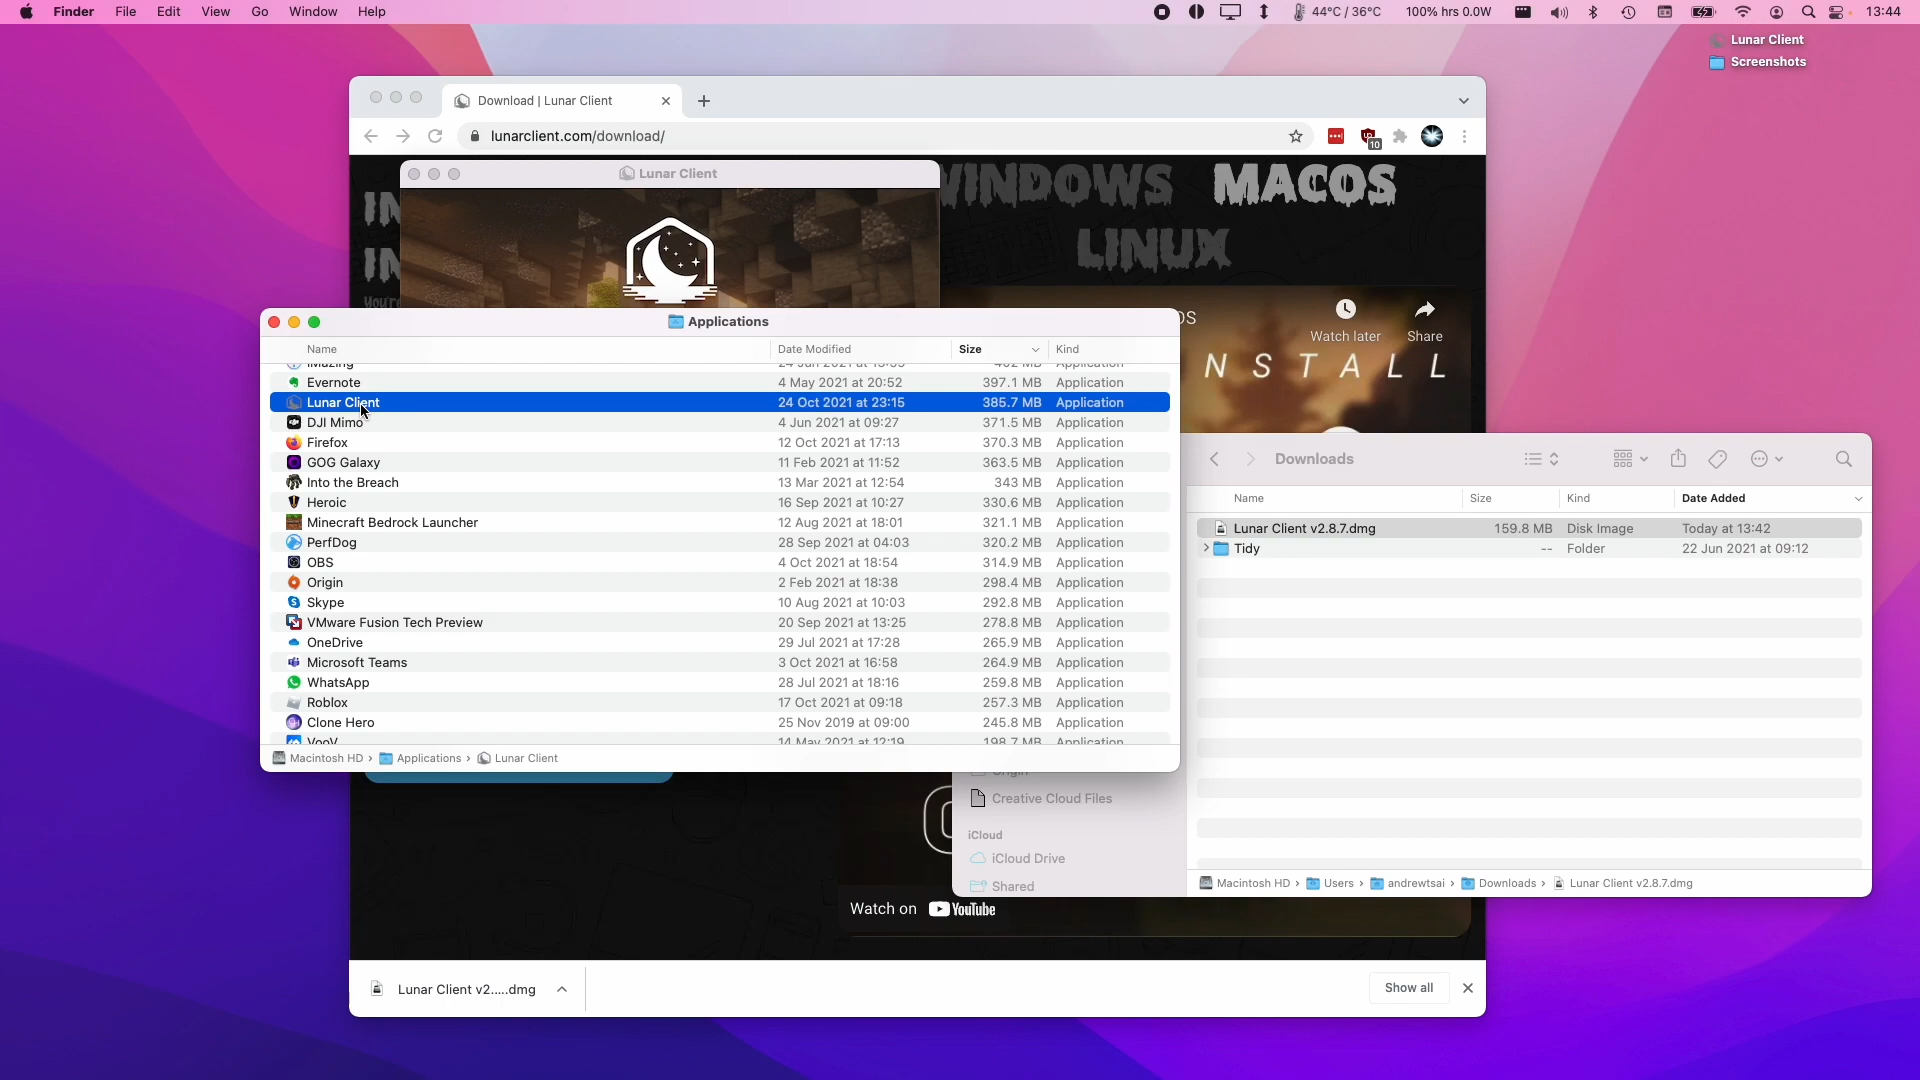 Finder File Edit View Go Window Help
44°C / 36°C 100% hrs 0.0W 13:44
Lunar Client
Screenshots
Download | Lunar Client
lunarclient.com/download/
10
Lunar Client
WINDOWS MACOS
LINUX
IN
IN
You're
Watch later Share
OS
INSTALL
Applications
Name Date Modified Size Kind
iMazing
Evernote 4 May 2021 at 20:52 397.1 MB Application
Lunar Client 24 Oct 2021 at 23:15 385.7 MB Application
DJI Mimo 4 Jun 2021 at 09:27 371.5 MB Application
Firefox 12 Oct 2021 at 17:13 370.3 MB Application
GOG Galaxy 11 Feb 2021 at 11:52 363.5 MB Application
Into the Breach 13 Mar 2021 at 12:54 343 MB Application
Heroic 16 Sep 2021 at 10:27 330.6 MB Application
Minecraft Bedrock Launcher 12 Aug 2021 at 18:01 321.1 MB Application
PerfDog 28 Sep 2021 at 04:03 320.2 MB Application
OBS 4 Oct 2021 at 18:54 314.9 MB Application
Origin 2 Feb 2021 at 18:38 298.4 MB Application
Skype 10 Aug 2021 at 10:03 292.8 MB Application
VMware Fusion Tech Preview 20 Sep 2021 at 13:25 278.8 MB Application
OneDrive 29 Jul 2021 at 17:28 265.9 MB Application
Microsoft Teams 3 Oct 2021 at 16:58 264.9 MB Application
WhatsApp 28 Jul 2021 at 18:16 259.8 MB Application
Roblox 17 Oct 2021 at 09:18 257.3 MB Application
Clone Hero 25 Nov 2019 at 09:00 245.8 MB Application
VooV 14 May 2021 at 12:19 198.7 MB Application
Macintosh HD › Applications › Lunar Client
Downloads
Name Size Kind Date Added
Lunar Client v2.8.7.dmg 159.8 MB Disk Image Today at 13:42
Tidy -- Folder 22 Jun 2021 at 09:12
Origin
Creative Cloud Files
iCloud
iCloud Drive
Shared
Macintosh HD › Users › andrewtsai › Downloads › Lunar Client v2.8.7.dmg
Watch on YouTube
Lunar Client v2.....dmg
Show all